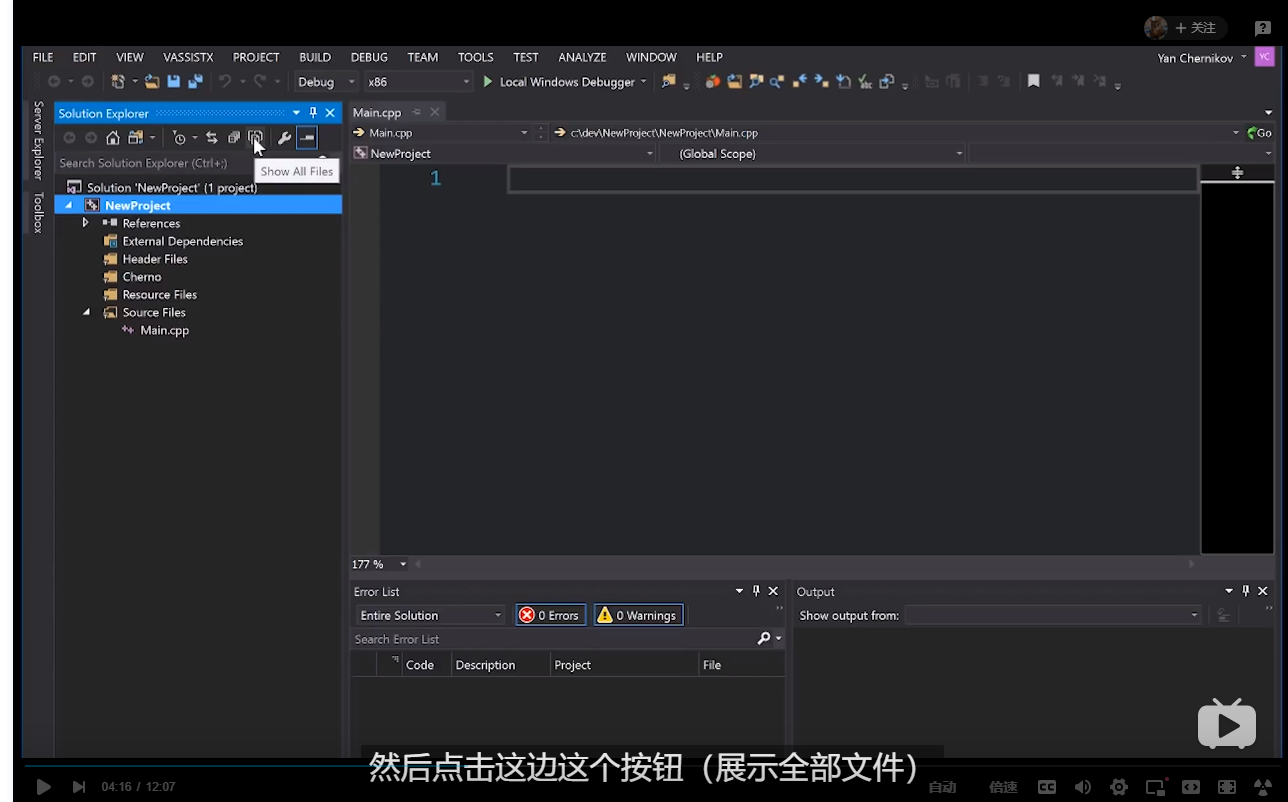 + 关注
FILE EDIT VIEW VASSISTX PROJECT BUILD DEBUG TEAM TOOLS TEST ANALYZE WINDOW HELP
Yan Chernikov YC
Debug x86 Local Windows Debugger
Server Explorer
Toolbox
Solution Explorer
Search Solution Explorer (Ctrl+;)
Show All Files
Solution 'NewProject' (1 project)
NewProject
References
External Dependencies
Header Files
Cherno
Resource Files
Source Files
Main.cpp
Main.cpp
Main.cpp
c:\dev\NewProject\NewProject\Main.cpp
Go
NewProject
(Global Scope)
1
177 %
Error List
Entire Solution
0 Errors
0 Warnings
Search Error List
Code Description Project File
Output
Show output from:
然后点击这边这个按钮（展示全部文件）
04:16 / 12:07
自动
倍速